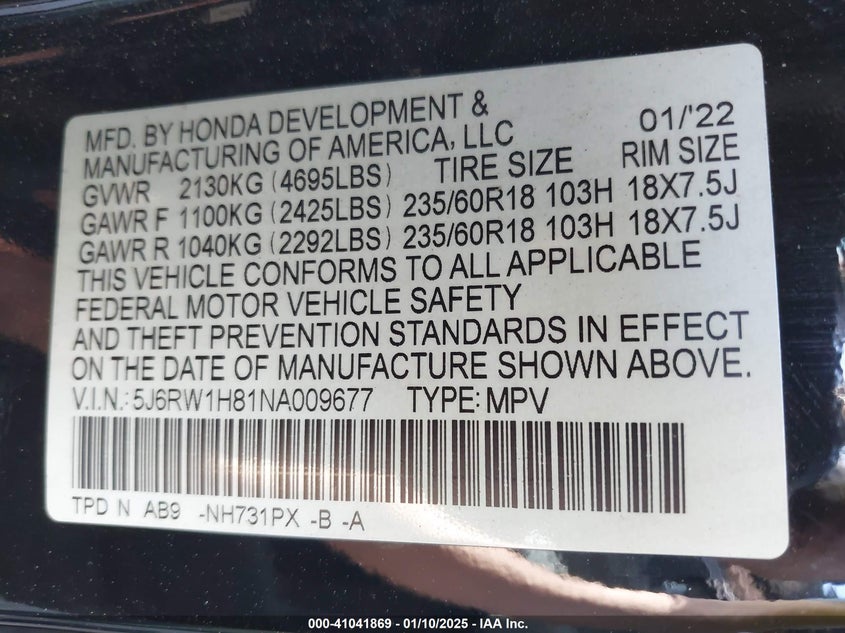 MFD. BY HONDA DEVELOPMENT & 01/'22
MANUFACTURING OF AMERICA, LLC
GVWR 2130KG (4695LBS) TIRE SIZE RIM SIZE
GAWR F 1100KG (2425LBS) 235/60R18 103H 18X7.5J
GAWR R 1040KG (2292LBS) 235/60R18 103H 18X7.5J
THIS VEHICLE CONFORMS TO ALL APPLICABLE
FEDERAL MOTOR VEHICLE SAFETY
AND THEFT PREVENTION STANDARDS IN EFFECT
ON THE DATE OF MANUFACTURE SHOWN ABOVE.
V.I.N.: 5J6RW1H81NA009677 TYPE: MPV
TPD N AB9 -NH731PX -B -A
000-41041869 — 01/10/2025 — IAA Inc.